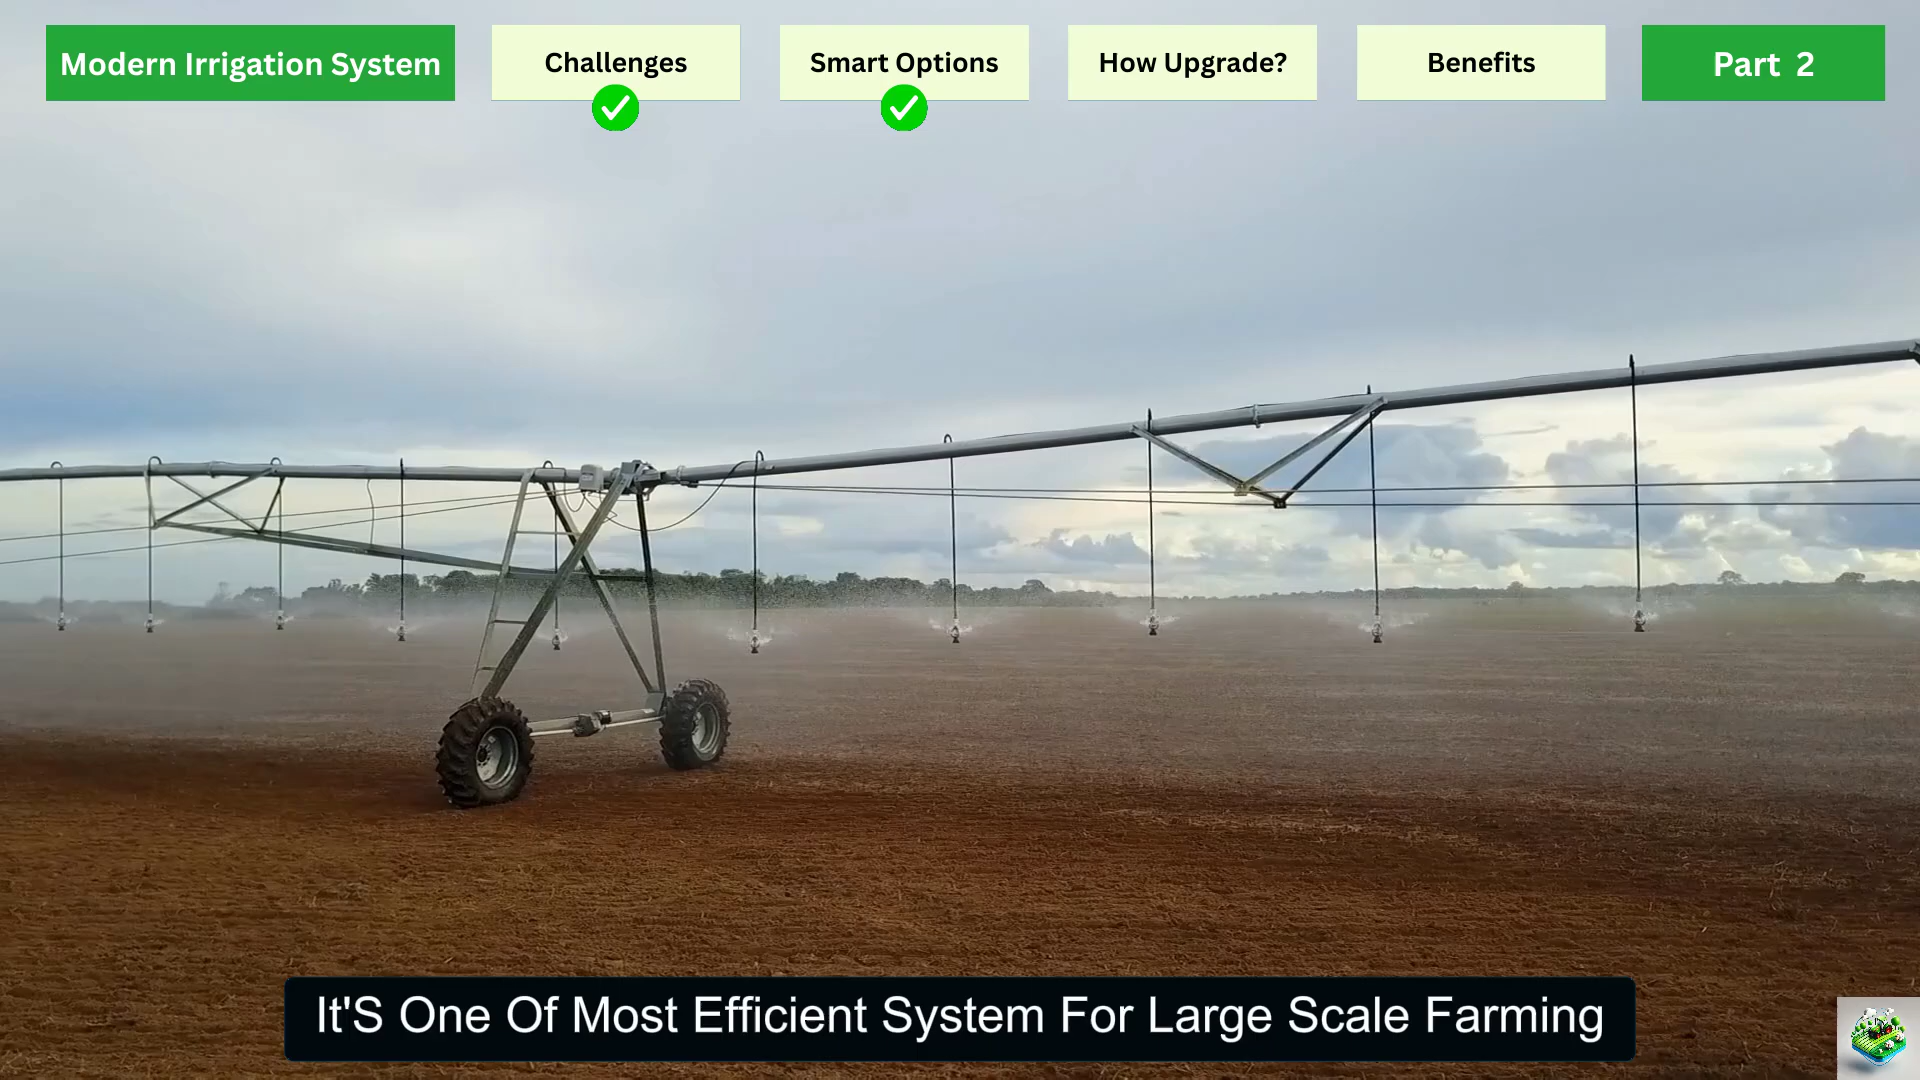 Modern Irrigation System
Challenges
Smart Options
How Upgrade?
Benefits
Part 2
It'S One Of Most Efficient System For Large Scale Farming